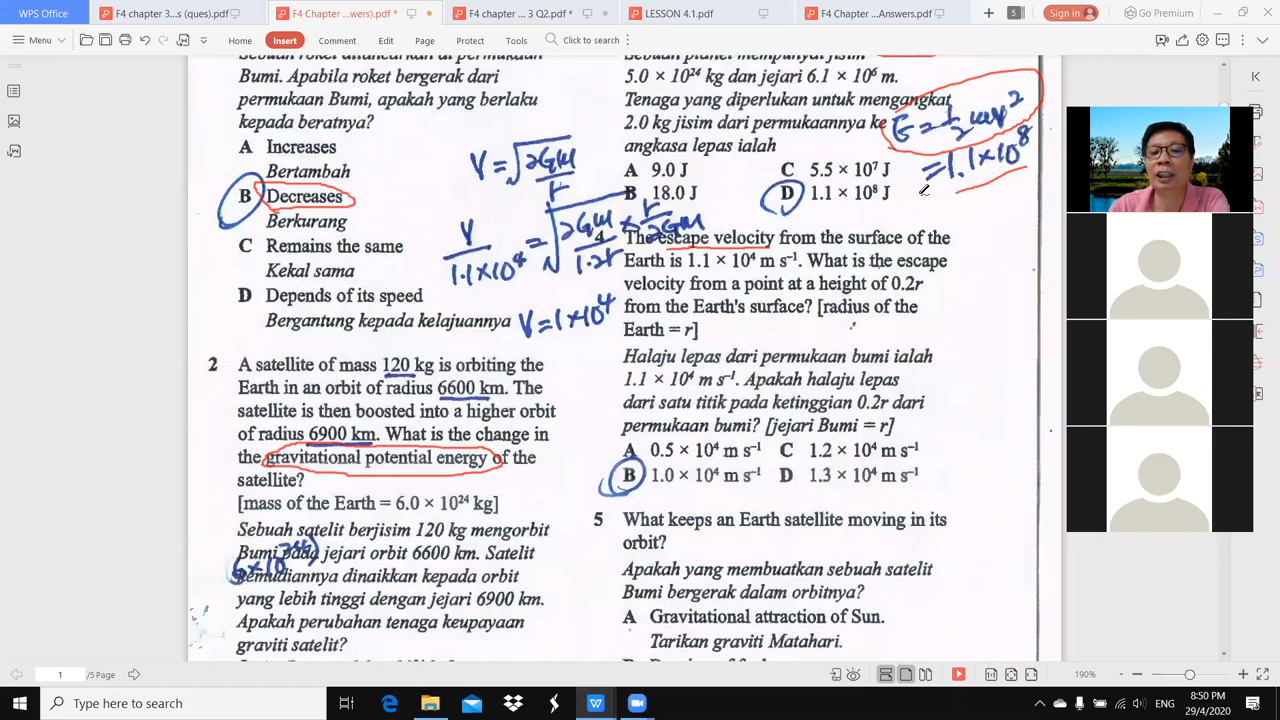 WPS Office
F4 chapter 3...s (ques).pdf
F4 Chapter ...wers).pdf *
F4 Chapter ... 3 Q2.pdf *
LESSON 4.1.pdf
F4 Chapter ...Answers.pdf
Sign in
Go Premium
Menu
Home
Insert
Comment
Edit
Page
Protect
Tools
Click to search
Bumi. Apabila roket bergerak dari
permukaan Bumi, apakah yang berlaku
kepada beratnya?
A Increases
Bertambah
B Decreases
Berkurang
C Remains the same
Kekal sama
D Depends of its speed
Bergantung kepada kelajuannya
V = √2GM/r
V/1.1×10⁴ = √2GM/1.2r × r/2GM
V = 1×10⁴
2 A satellite of mass 120 kg is orbiting the
Earth in an orbit of radius 6600 km. The
satellite is then boosted into a higher orbit
of radius 6900 km. What is the change in
the gravitational potential energy of the
satellite?
[mass of the Earth = 6.0 × 10²⁴ kg]
Sebuah satelit berjisim 120 kg mengorbit
Bumi pada jejari orbit 6600 km. Satelit
kemudiannya dinaikkan kepada orbit
yang lebih tinggi dengan jejari 6900 km.
Apakah perubahan tenaga keupayaan
graviti satelit?
Sebuah planet mempunyai jisim
5.0 × 10²⁴ kg dan jejari 6.1 × 10⁶ m.
Tenaga yang diperlukan untuk mengangkat
2.0 kg jisim dari permukaannya ke
angkasa lepas ialah
E = ½mv²
= 1.1×10⁸
A 9.0 J C 5.5 × 10⁷ J
B 18.0 J D 1.1 × 10⁸ J
4 The escape velocity from the surface of the
Earth is 1.1 × 10⁴ m s⁻¹. What is the escape
velocity from a point at a height of 0.2r
from the Earth's surface? [radius of the
Earth = r]
Halaju lepas dari permukaan bumi ialah
1.1 × 10⁴ m s⁻¹. Apakah halaju lepas
dari satu titik pada ketinggian 0.2r dari
permukaan bumi? [jejari Bumi = r]
A 0.5 × 10⁴ m s⁻¹ C 1.2 × 10⁴ m s⁻¹
B 1.0 × 10⁴ m s⁻¹ D 1.3 × 10⁴ m s⁻¹
5 What keeps an Earth satellite moving in its
orbit?
Apakah yang membuatkan sebuah satelit
Bumi bergerak dalam orbitnya?
A Gravitational attraction of Sun.
Tarikan graviti Matahari.
1 /5 Page
190%
Type here to search
ENG
8:50 PM
29/4/2020